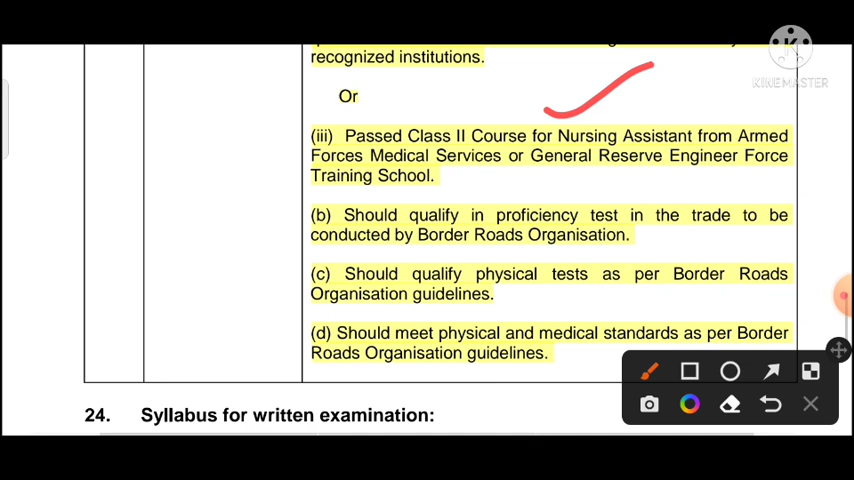 KINEMASTER
recognized institutions.
Or
(iii) Passed Class II Course for Nursing Assistant from Armed
Forces Medical Services or General Reserve Engineer Force
Training School.
(b) Should qualify in proficiency test in the trade to be
conducted by Border Roads Organisation.
(c) Should qualify physical tests as per Border Roads
Organisation guidelines.
(d) Should meet physical and medical standards as per Border
Roads Organisation guidelines.
24. Syllabus for written examination: